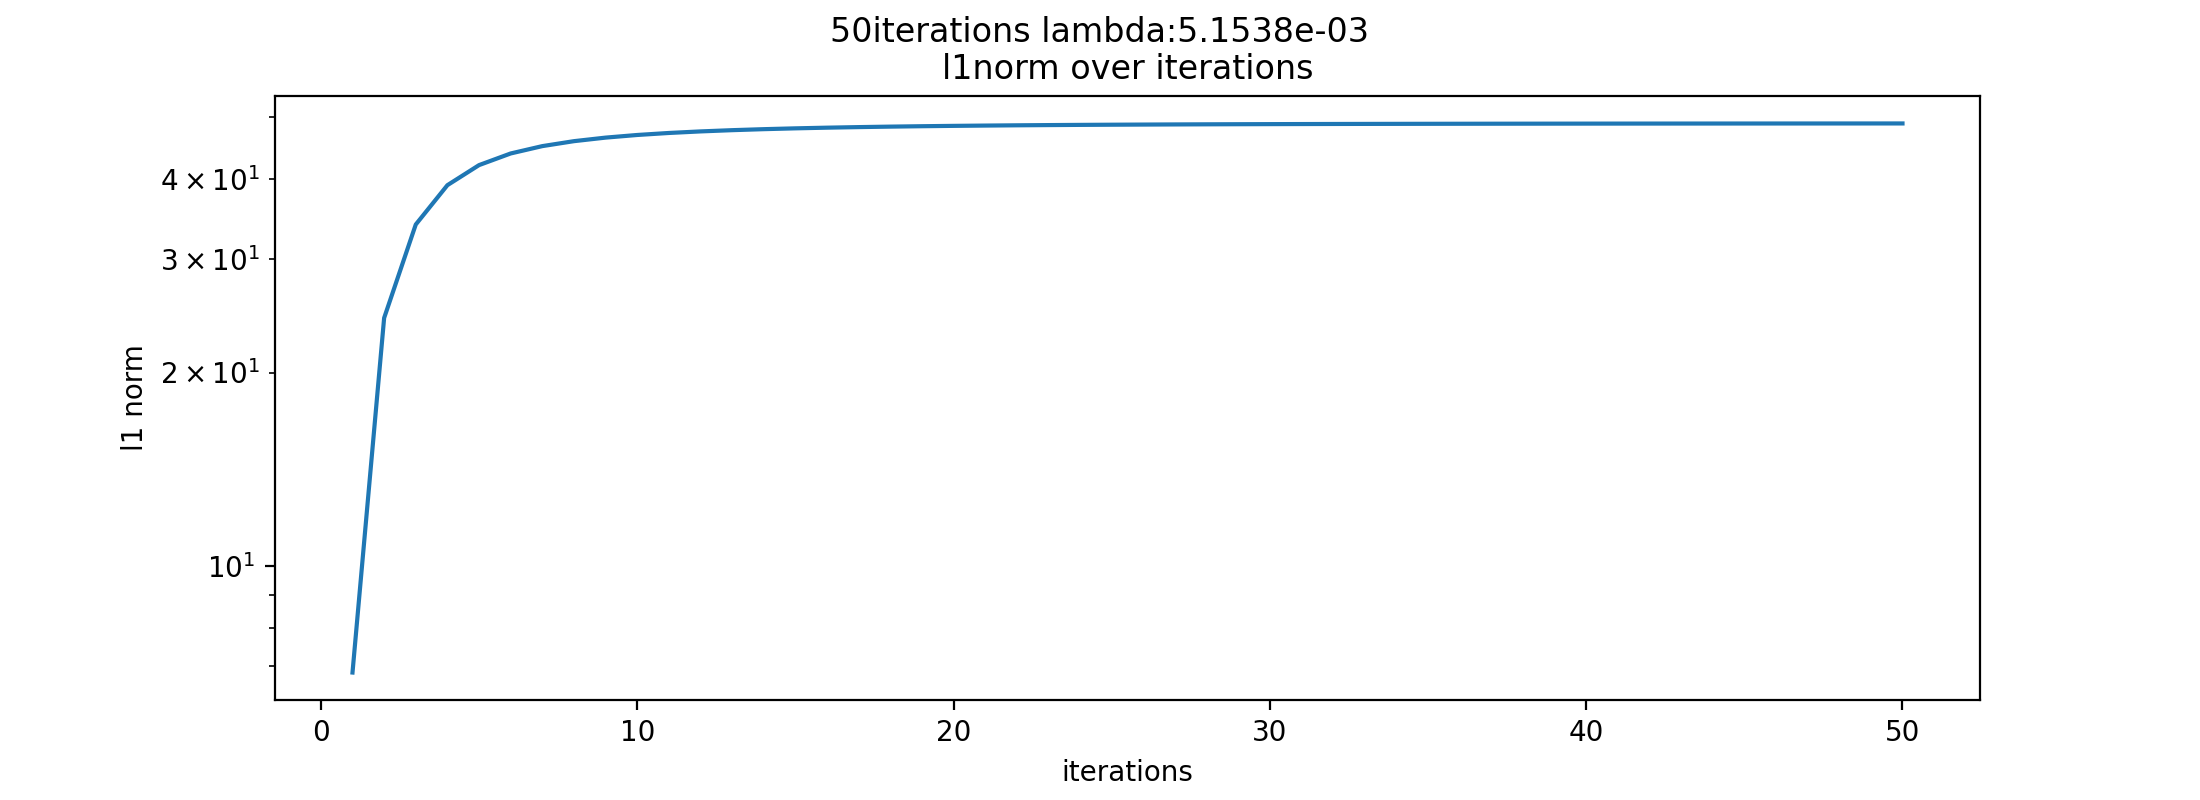 50iterations lambda:5.1538e-03
l1norm over iterations
4 × 10¹
3 × 10¹
2 × 10¹
10¹
l1 norm
0 10 20 30 40 50
iterations